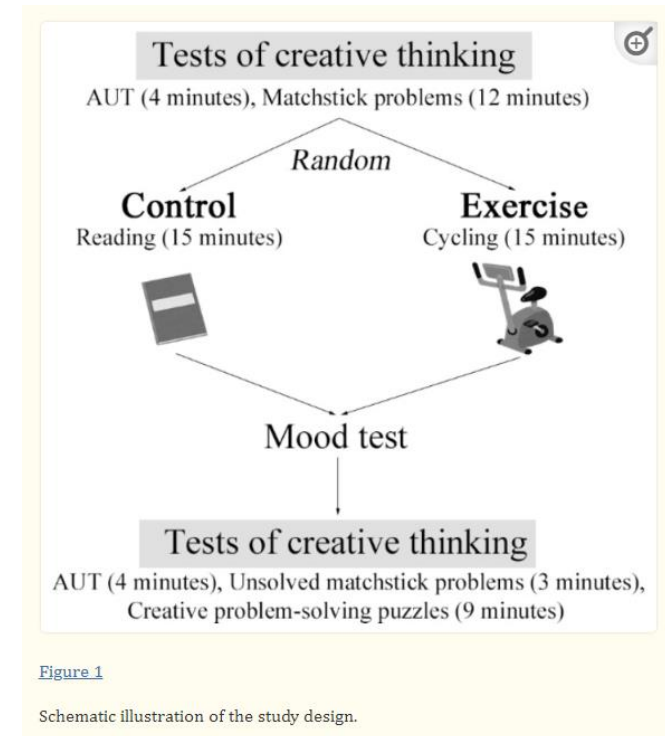 Tests of creative thinking
AUT (4 minutes), Matchstick problems (12 minutes)
Random
Control
Reading (15 minutes)
Exercise
Cycling (15 minutes)
Mood test
Tests of creative thinking
AUT (4 minutes), Unsolved matchstick problems (3 minutes),
Creative problem-solving puzzles (9 minutes)
Figure 1
Schematic illustration of the study design.